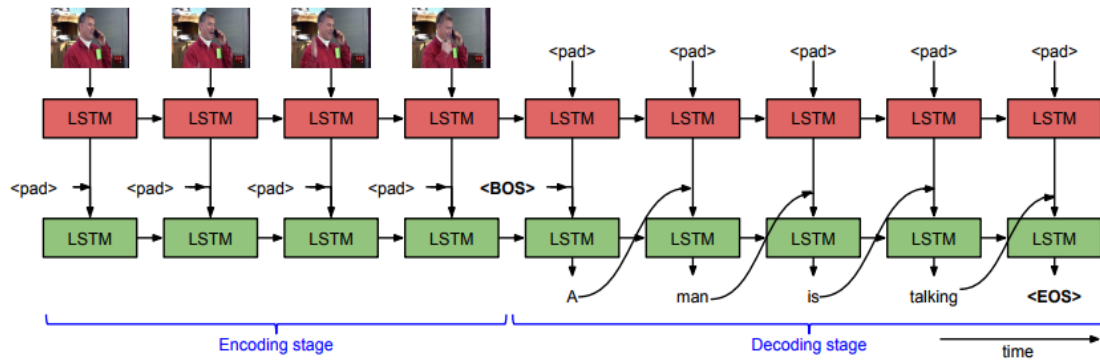 <pad> <pad> <pad> <pad> <pad>
LSTM LSTM LSTM LSTM LSTM LSTM LSTM LSTM LSTM
<pad> <pad> <pad> <pad> <BOS>
LSTM LSTM LSTM LSTM LSTM LSTM LSTM LSTM LSTM
A man is talking <EOS>
Encoding stage Decoding stage time